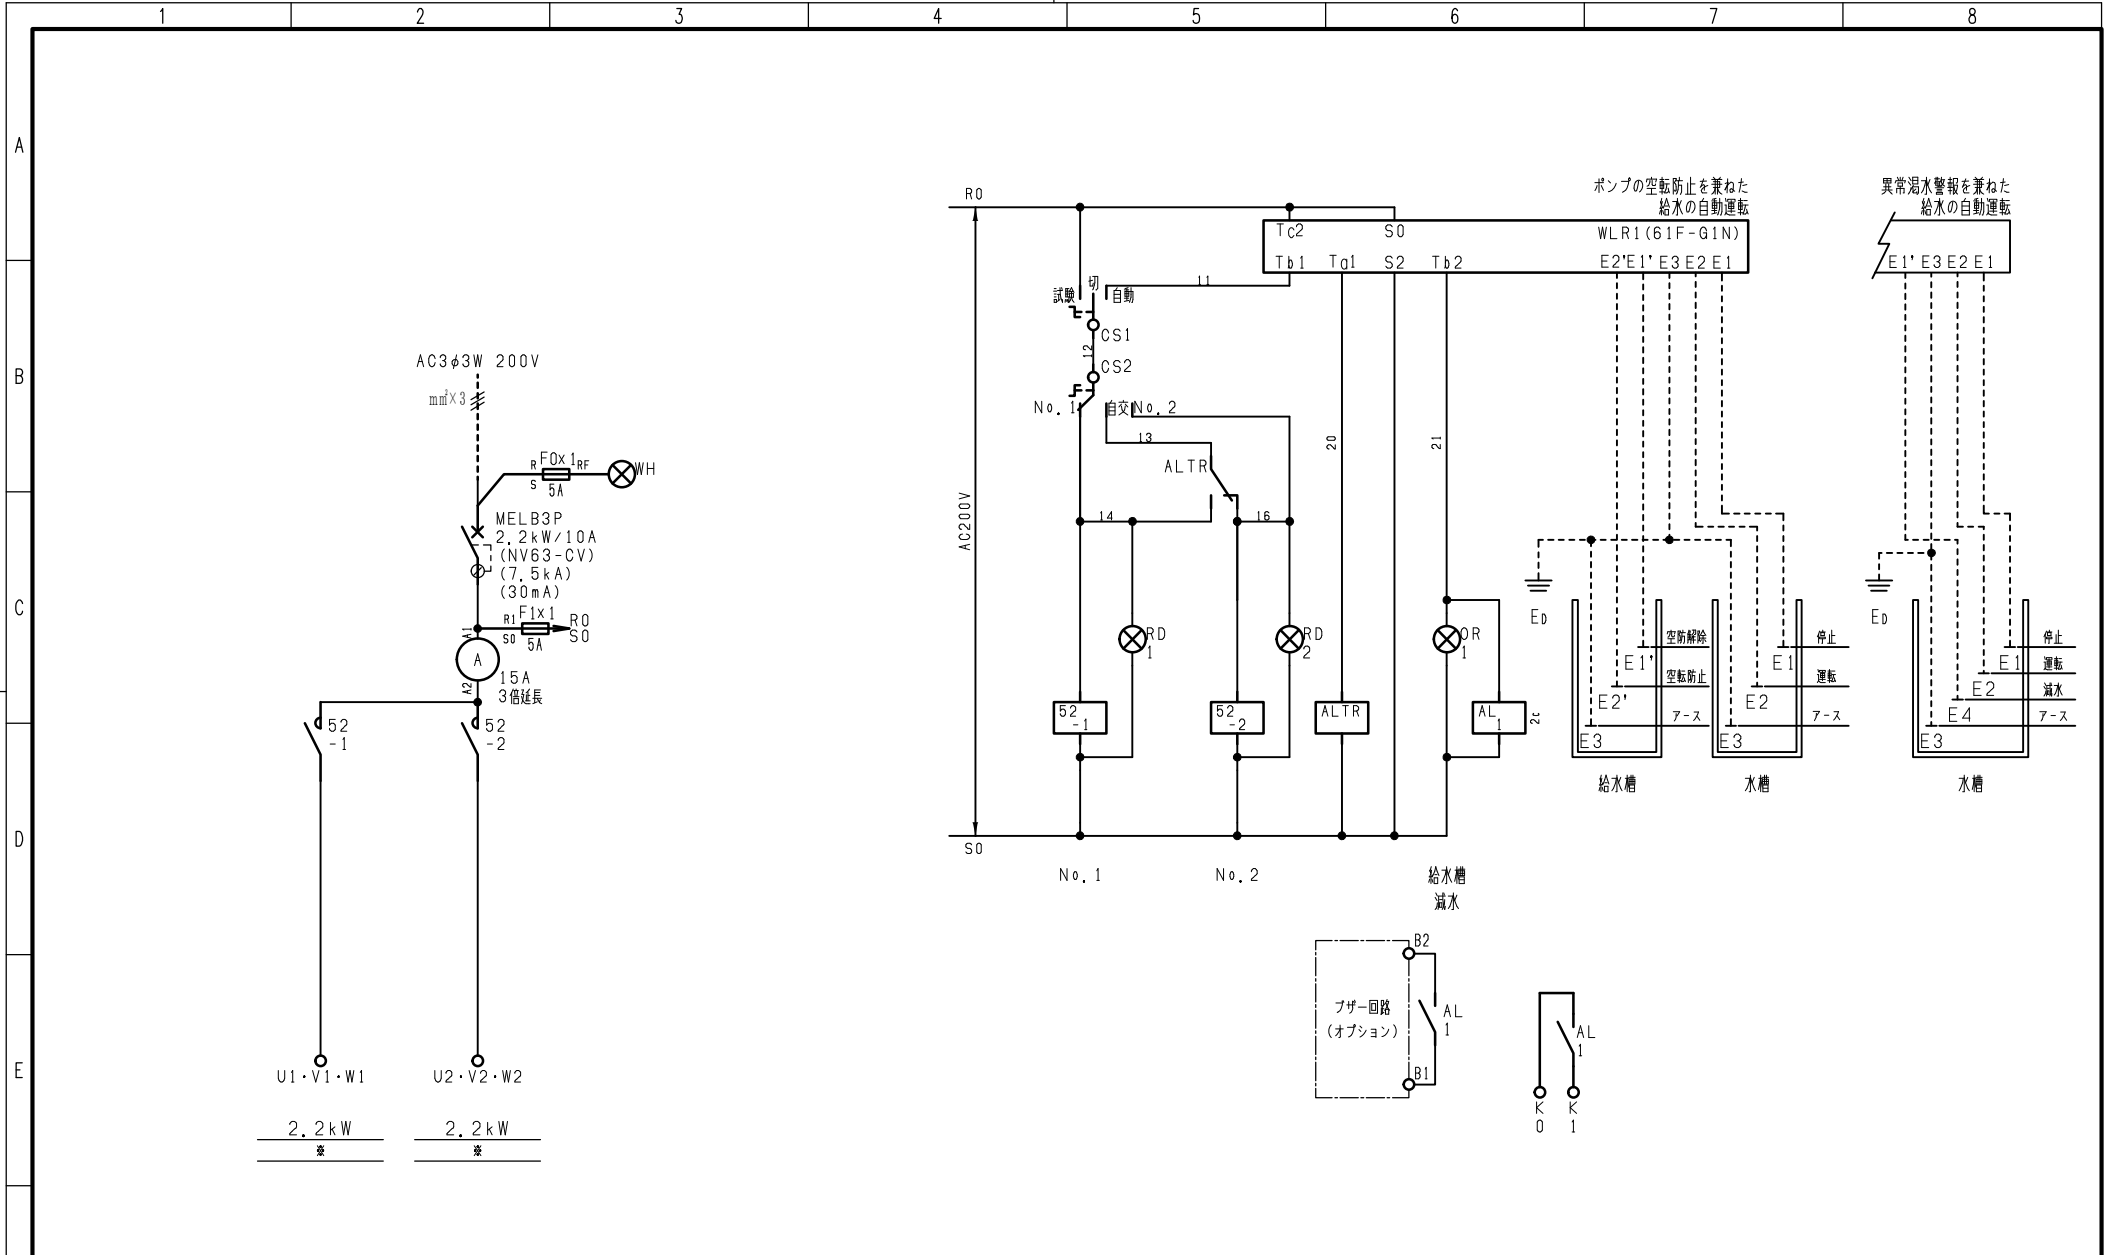 1 2 3 4 5 6 7 8
A
B
C
D
E
AC3φ3W 200V
mm²×3
R F0x1 RF
S 5A
WH
MELB3P
2.2kW/10A
(NV63-CV)
(7.5kA)
(30mA)
R1 F1x1 R0
S0 5A S0
A1
A
A2
15A
3倍延長
52
-1
52
-2
U1・V1・W1
U2・V2・W2
2.2kW
※
2.2kW
※
R0
AC200V
S0
試験 切 自動
11
CS1
12
CS2
No.1 自交 No.2
13
ALTR
14
16
20
21
RD
1
RD
2
OR
1
52
-1
52
-2
ALTR
AL
1
2c
No.1
No.2
給水槽
減水
ポンプの空転防止を兼ねた
給水の自動運転
Tc2 S0 WLR1(61F-G1N)
Tb1 Ta1 S2 Tb2 E2' E1' E3 E2 E1
ED
空防解除
E1'
空転防止
E2'
アース
E3
給水槽
停止
E1
運転
E2
アース
E3
水槽
異常渇水警報を兼ねた
給水の自動運転
E1' E3 E2 E1
ED
停止
E1
運転
E2
減水
E4
アース
E3
水槽
B2
ブザー回路
(オプション)
AL
1
B1
AL
1
K
0
K
1